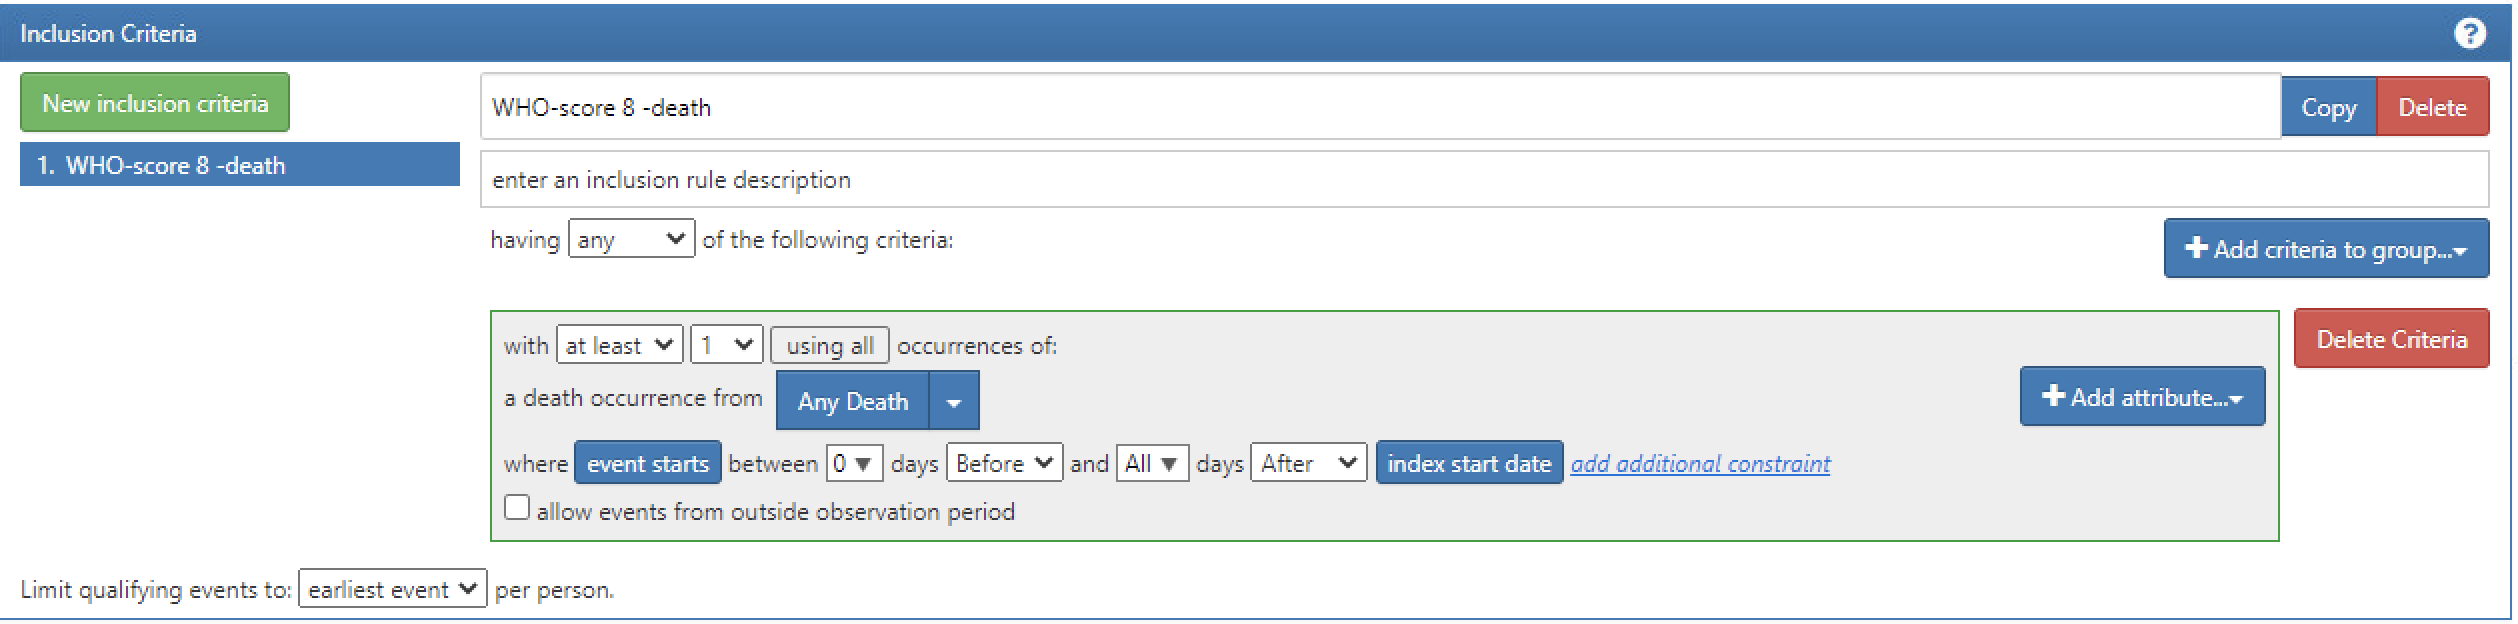 Inclusion Criteria
?
New inclusion criteria
WHO-score 8 -death
Copy
Delete
1. WHO-score 8 -death
enter an inclusion rule description
having any of the following criteria:
Add criteria to group...
with at least 1 using all occurrences of:
Delete Criteria
a death occurrence from Any Death
Add attribute...
where event starts between 0 days Before and All days After index start date add additional constraint
allow events from outside observation period
Limit qualifying events to: earliest event per person.